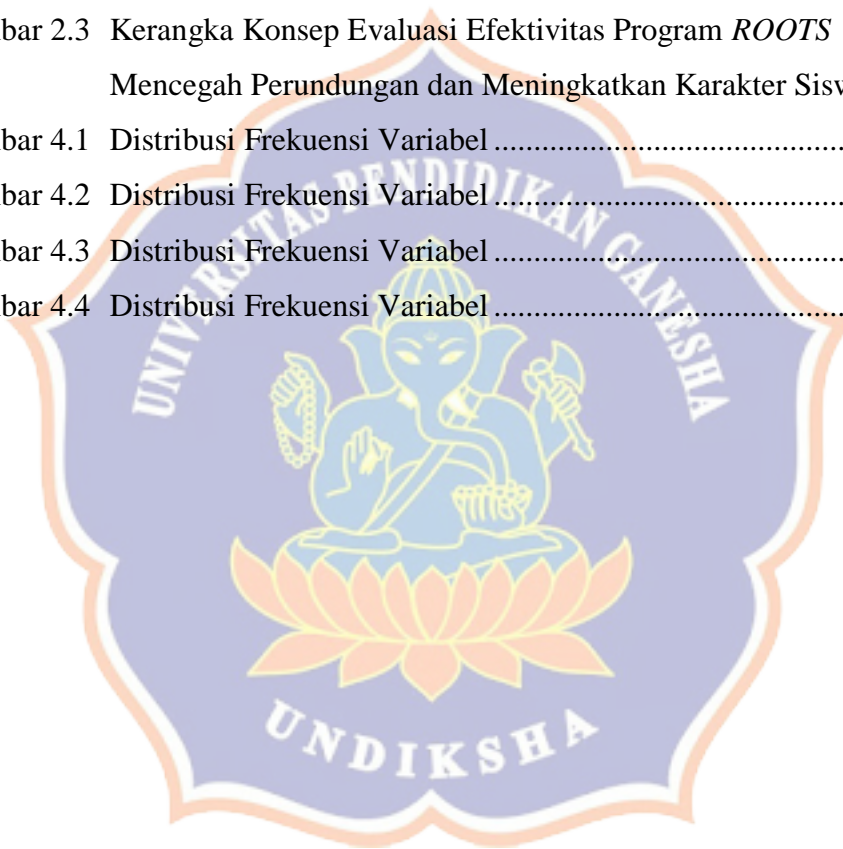 bar 2.3 Kerangka Konsep Evaluasi Efektivitas Program ROOTS
Mencegah Perundungan dan Meningkatkan Karakter Sisw
bar 4.1 Distribusi Frekuensi Variabel ............................................
bar 4.2 Distribusi Frekuensi Variabel ............................................
bar 4.3 Distribusi Frekuensi Variabel ............................................
bar 4.4 Distribusi Frekuensi Variabel ............................................
UNIVERSITAS PENDIDIKAN GANESHA
UNDIKSHA